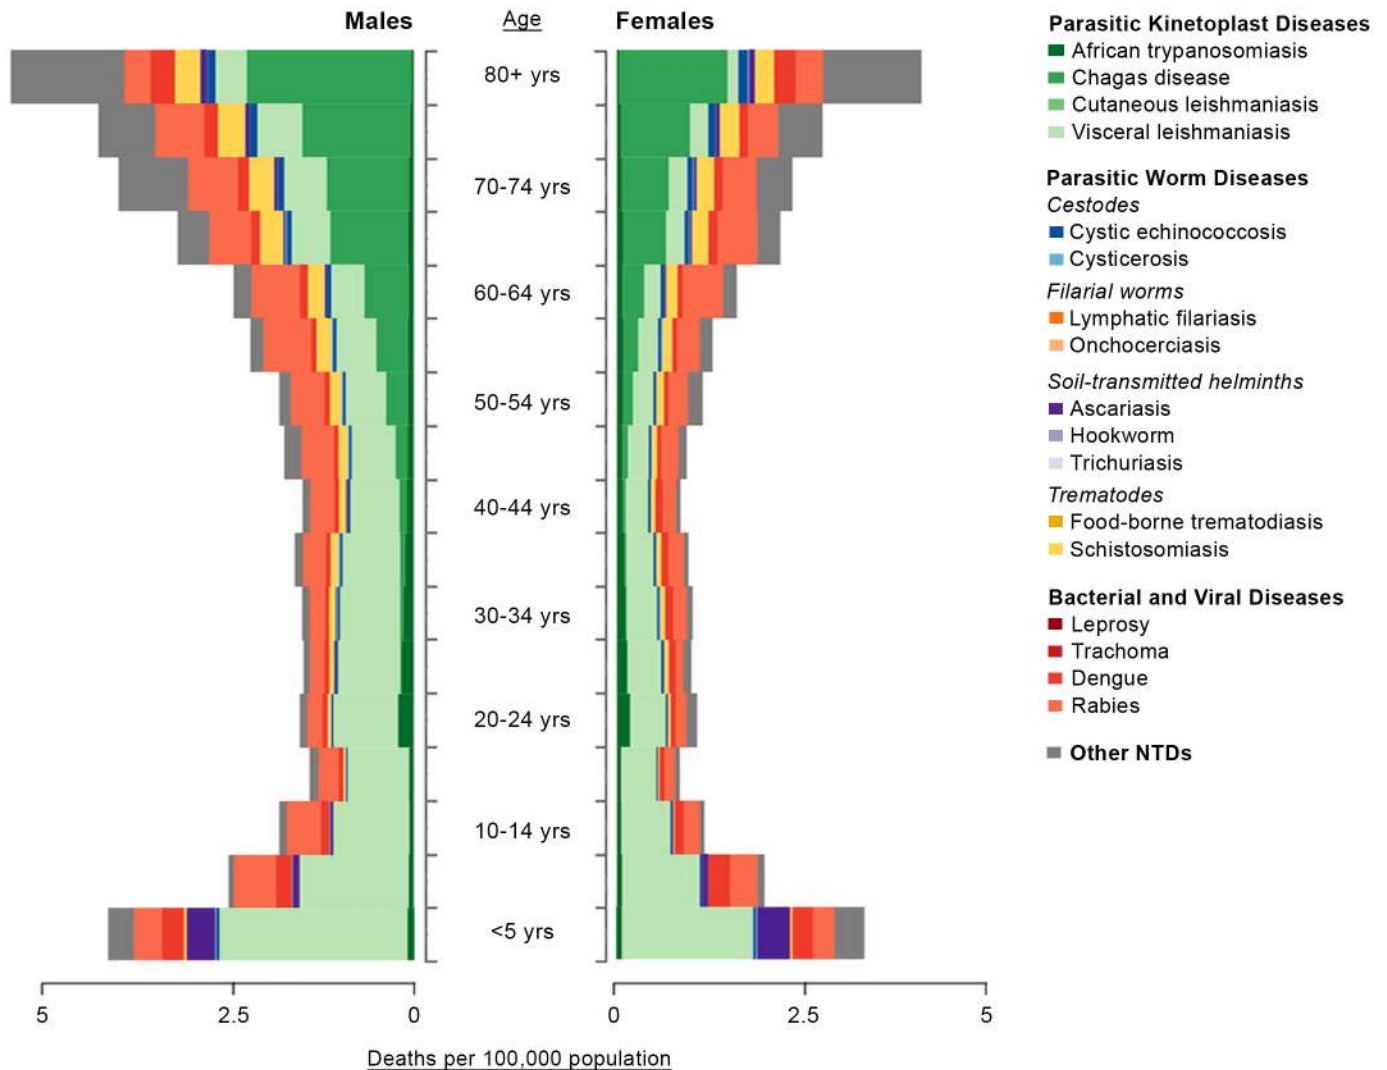 Males
Age
Females
80+ yrs
70-74 yrs
60-64 yrs
50-54 yrs
40-44 yrs
30-34 yrs
20-24 yrs
10-14 yrs
<5 yrs
5 2.5 0
0 2.5 5
Deaths per 100,000 population
Parasitic Kinetoplast Diseases
African trypanosomiasis
Chagas disease
Cutaneous leishmaniasis
Visceral leishmaniasis
Parasitic Worm Diseases
Cestodes
Cystic echinococcosis
Cysticerosis
Filarial worms
Lymphatic filariasis
Onchocerciasis
Soil-transmitted helminths
Ascariasis
Hookworm
Trichuriasis
Trematodes
Food-borne trematodiasis
Schistosomiasis
Bacterial and Viral Diseases
Leprosy
Trachoma
Dengue
Rabies
Other NTDs